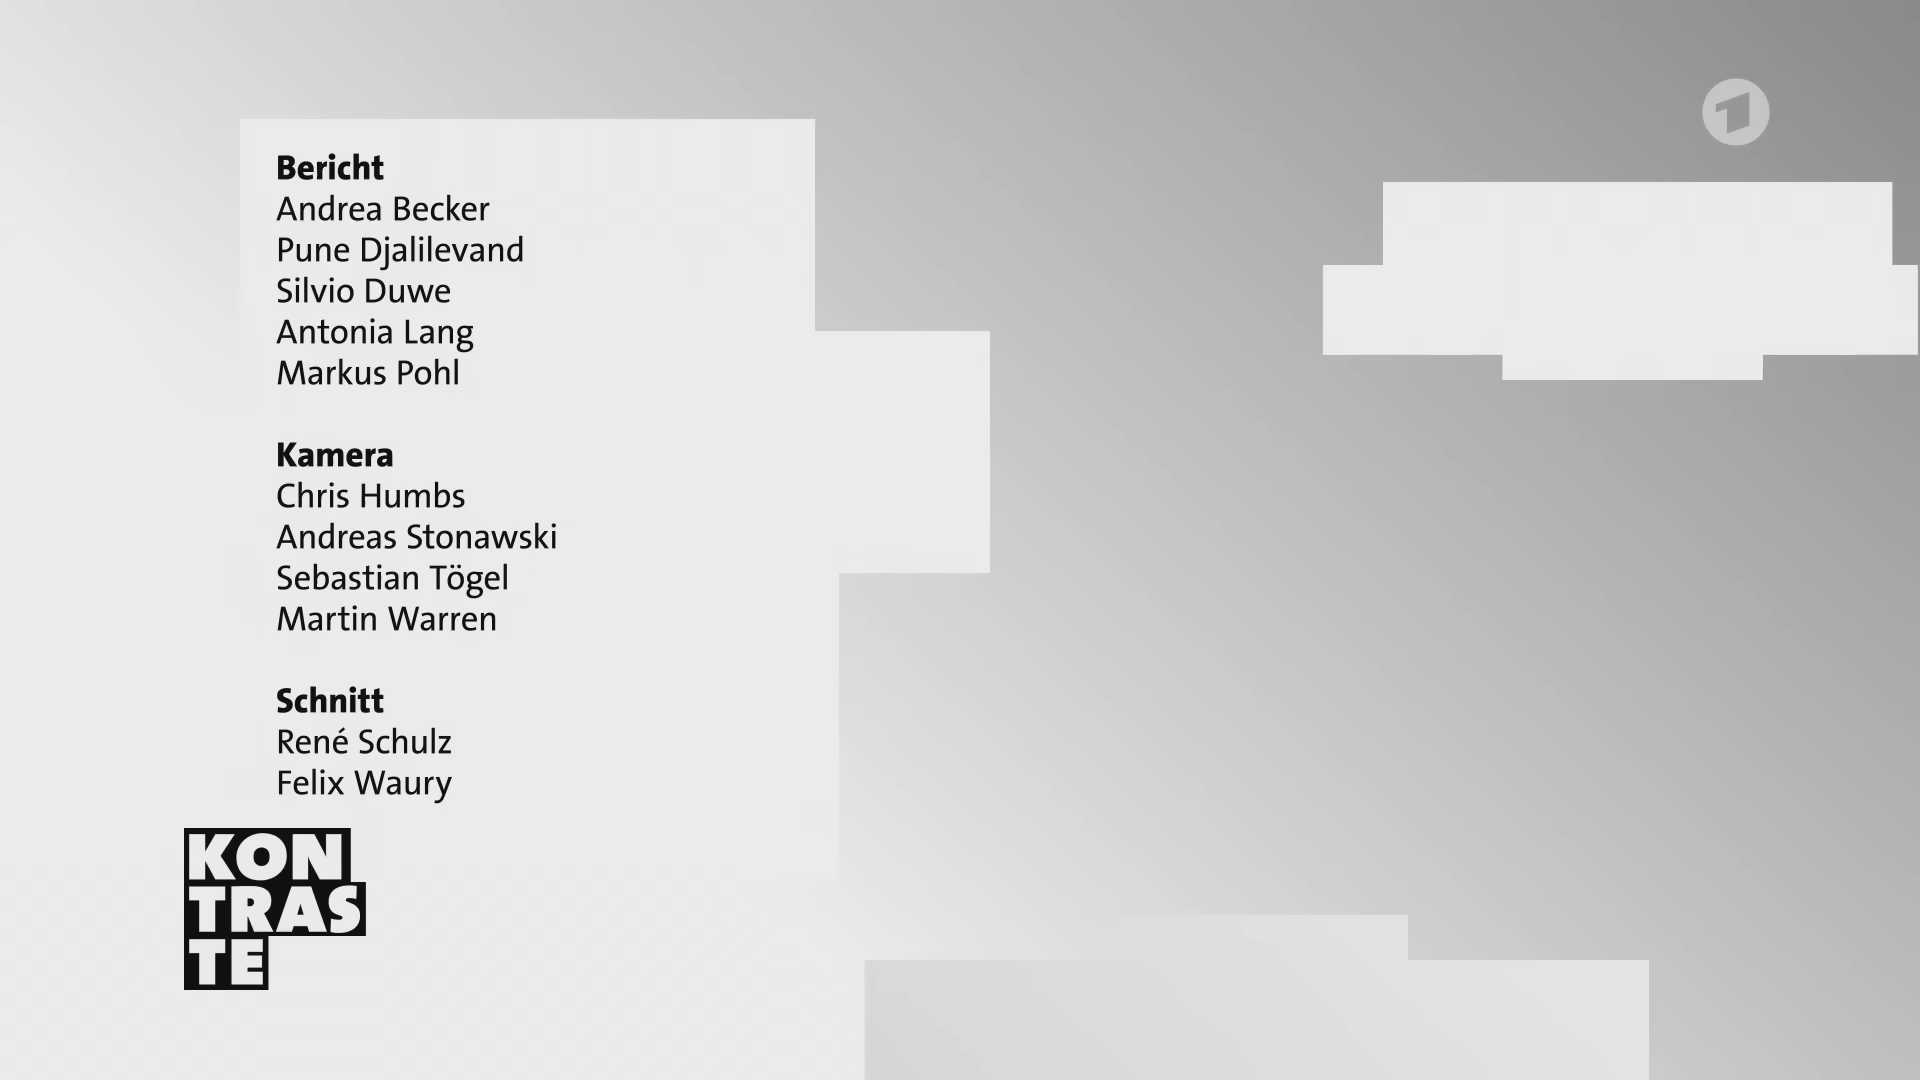 Bericht
Andrea Becker
Pune Djalilevand
Silvio Duwe
Antonia Lang
Markus Pohl
Kamera
Chris Humbs
Andreas Stonawski
Sebastian Tögel
Martin Warren
Schnitt
René Schulz
Felix Waury
KON
TRAS
TE
1